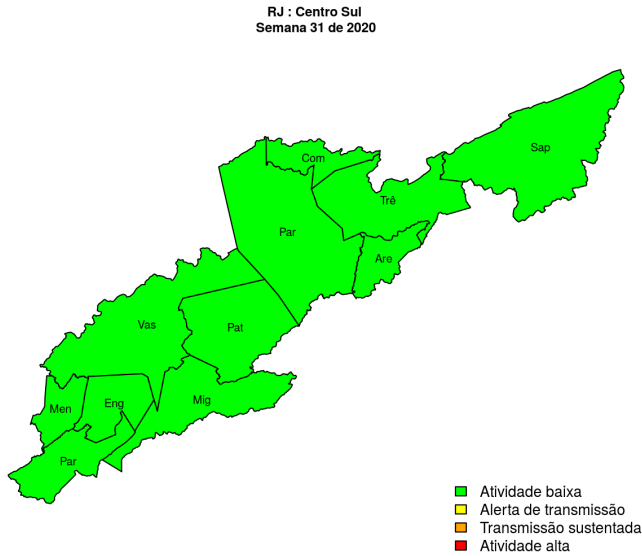 RJ : Centro Sul
Semana 31 de 2020
Sap
Com
Trê
Par
Are
Vas
Pat
Mig
Eng
Men
Par
Atividade baixa
Alerta de transmissão
Transmissão sustentada
Atividade alta